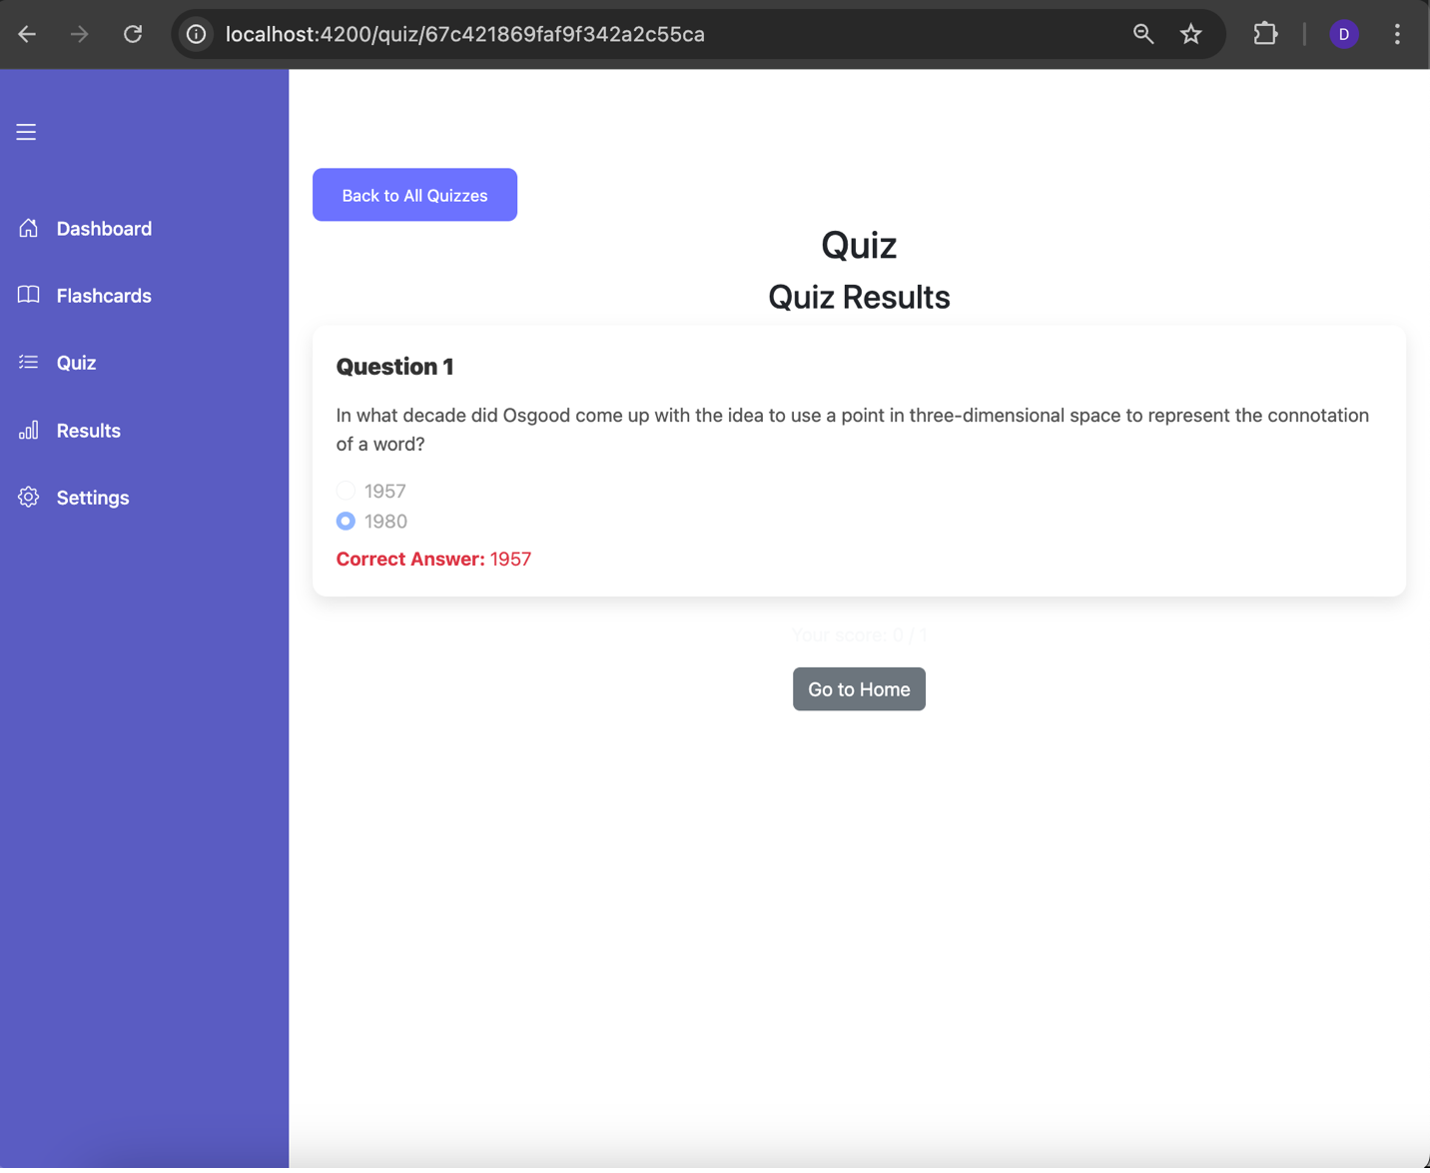 localhost:4200/quiz/67c421869faf9f342a2c55ca
D
Dashboard
Flashcards
Quiz
Results
Settings
Back to All Quizzes
Quiz
Quiz Results
Question 1
In what decade did Osgood come up with the idea to use a point in three-dimensional space to represent the connotation
of a word?
1957
1980
Correct Answer: 1957
Your score: 0 / 1
Go to Home